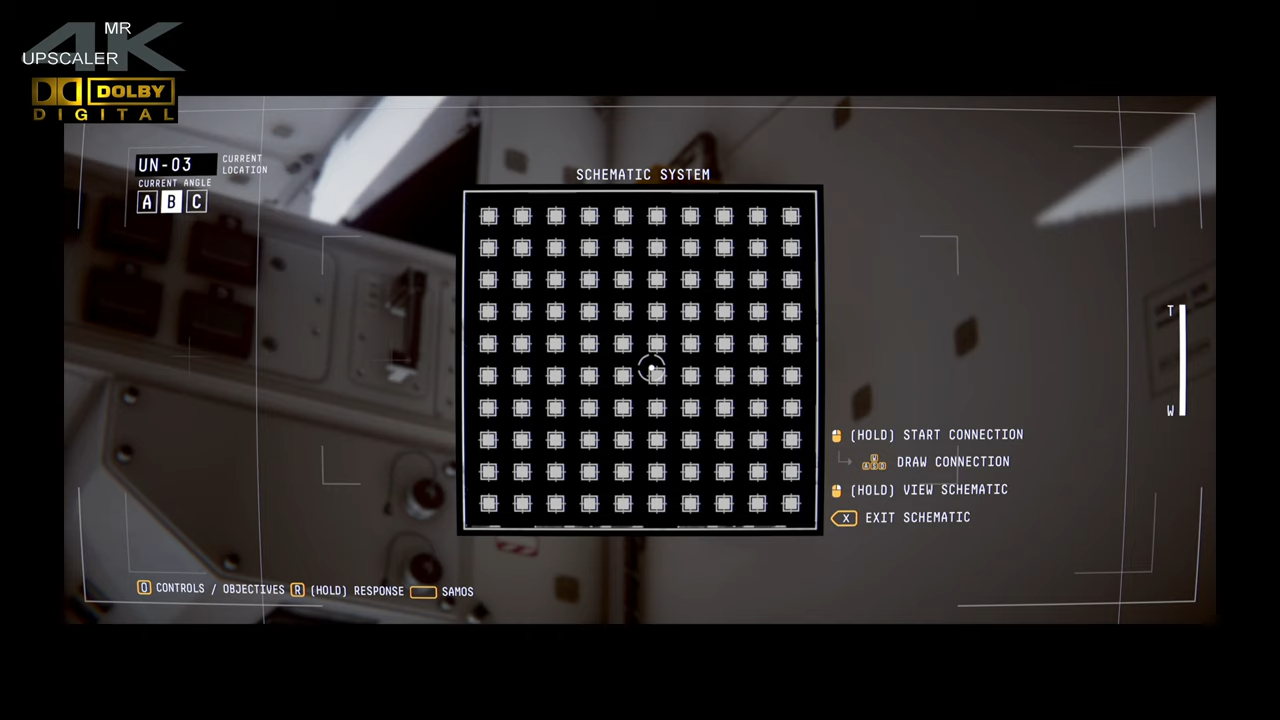 MR
4K
UPSCALER
DOLBY
DIGITAL
UN-03 CURRENT
LOCATION
CURRENT ANGLE
A B C
SCHEMATIC SYSTEM
T
W
(HOLD) START CONNECTION
W
A S D DRAW CONNECTION
(HOLD) VIEW SCHEMATIC
X EXIT SCHEMATIC
O CONTROLS / OBJECTIVES R (HOLD) RESPONSE SAMOS